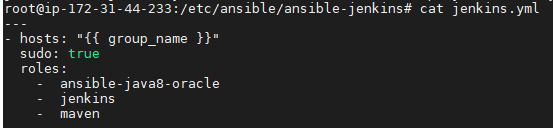 root@ip-172-31-44-233:/etc/ansible/ansible-jenkins# cat jenkins.yml
---
- hosts: "{{ group_name }}"
  sudo: true
  roles:
    -  ansible-java8-oracle
    -  jenkins
    -  maven